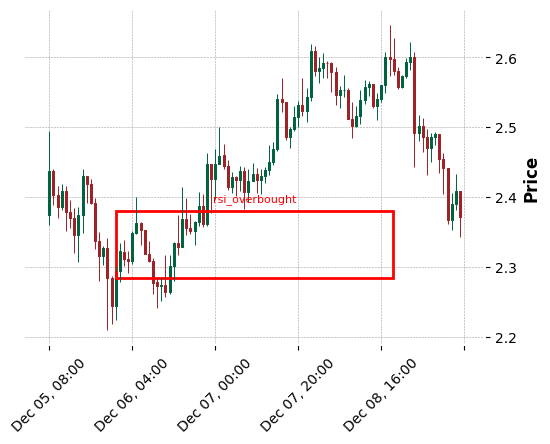 2.6
2.5
rsi_overbought
2.4
2.3
2.2
Price
Dec 05, 08:00
Dec 06, 04:00
Dec 07, 00:00
Dec 07, 20:00
Dec 08, 16:00